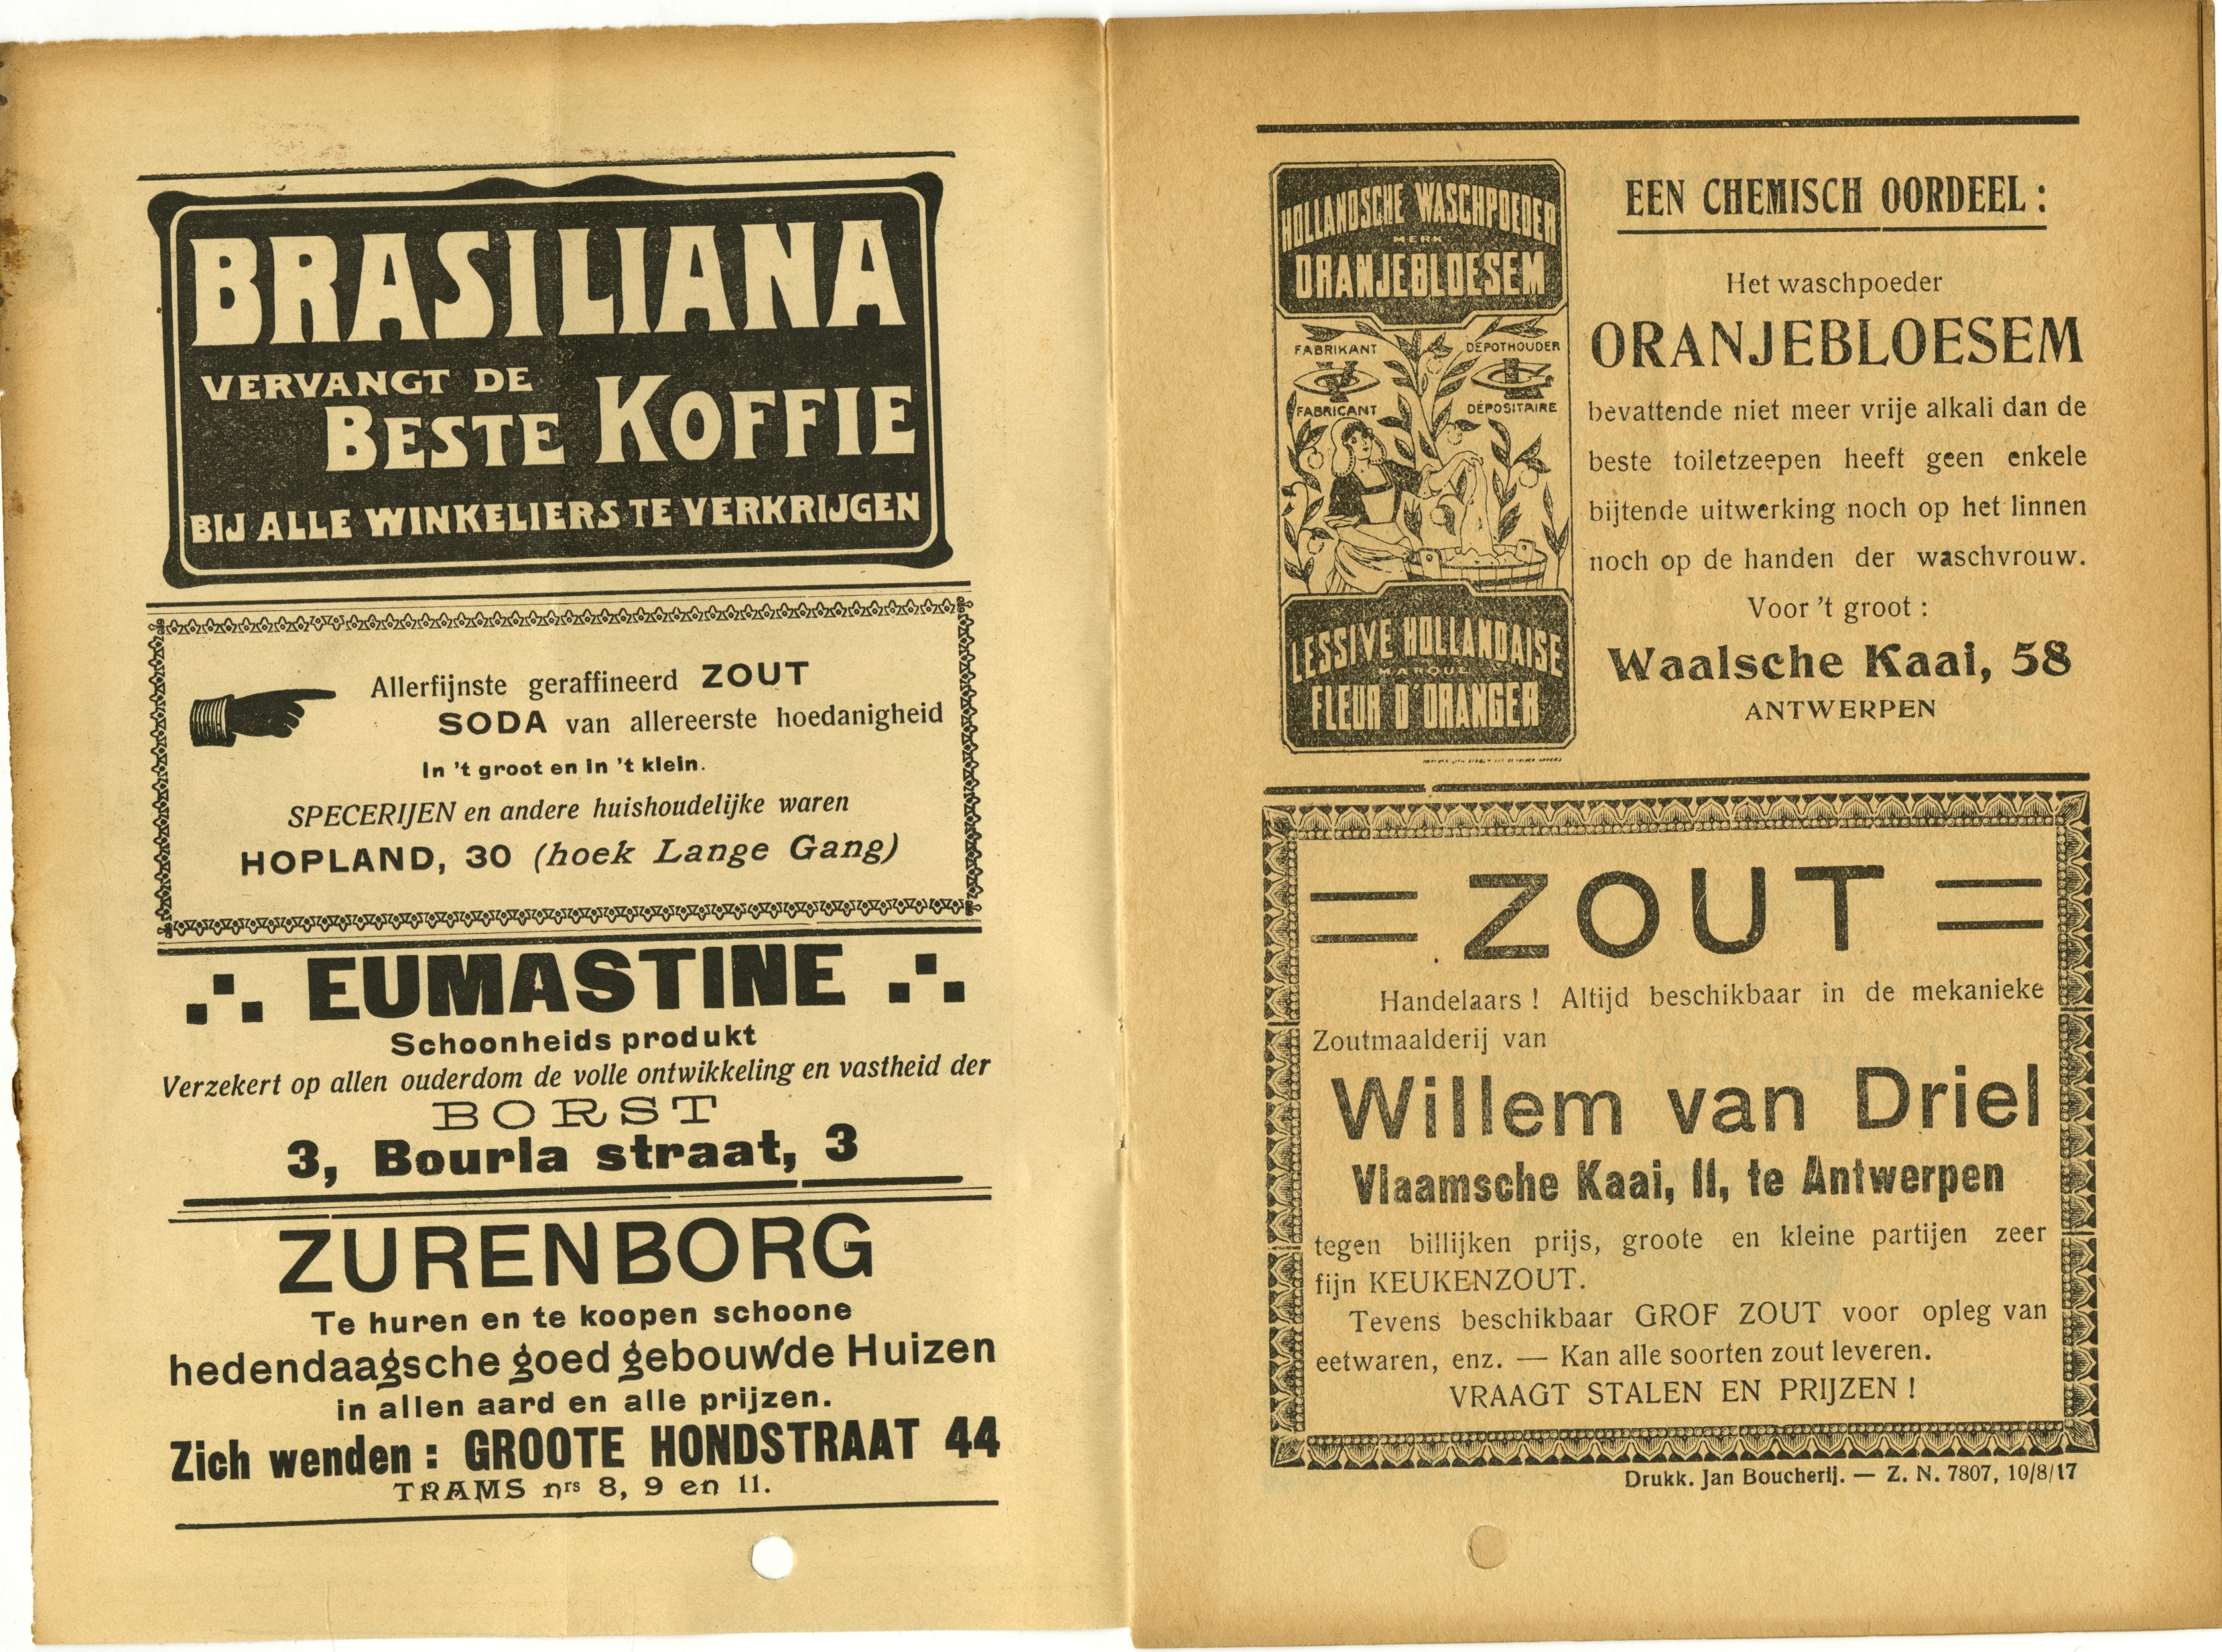 BRASILIANA
VERVANGT DE
BESTE KOFFIE
BIJ ALLE WINKELIERS TE VERKRIJGEN
Allerfijnste geraffineerd ZOUT
SODA van allereerste hoedanigheid
In 't groot en in 't klein.
SPECERIJEN en andere huishoudelijke waren
HOPLAND, 30 (hoek Lange Gang)
EUMASTINE
Schoonheids produkt
Verzekert op allen ouderdom de volle ontwikkeling en vastheid der
BORST
3, Bourla straat, 3
ZURENBORG
Te huren en te koopen schoone
hedendaagsche goed gebouwde Huizen
in allen aard en alle prijzen.
Zich wenden : GROOTE HONDSTRAAT 44
TRAMS nrs 8, 9 en 11.
HOLLANDSCHE WASCHPOEDER
MERK
ORANJEBLOESEM
FABRIKANT
DEPOTHOUDER
FABRICANT
DÉPOSITAIRE
LESSIVE HOLLANDAISE
FLEUR D'ORANGER
EEN CHEMISCH OORDEEL :
Het waschpoeder
ORANJEBLOESEM
bevattende niet meer vrije alkali dan de
beste toiletzeepen heeft geen enkele
bijtende uitwerking noch op het linnen
noch op de handen der waschvrouw.
Voor 't groot :
Waalsche Kaai, 58
ANTWERPEN
= ZOUT =
Handelaars ! Altijd beschikbaar in de mekanieke
Zoutmaalderij van
Willem van Driel
Vlaamsche Kaai, II, te Antwerpen
tegen billijken prijs, groote en kleine partijen zeer
fijn KEUKENZOUT.
Tevens beschikbaar GROF ZOUT voor opleg van
eetwaren, enz. — Kan alle soorten zout leveren.
VRAAGT STALEN EN PRIJZEN !
Drukk. Jan Boucherij. — Z. N. 7807, 10/8/17